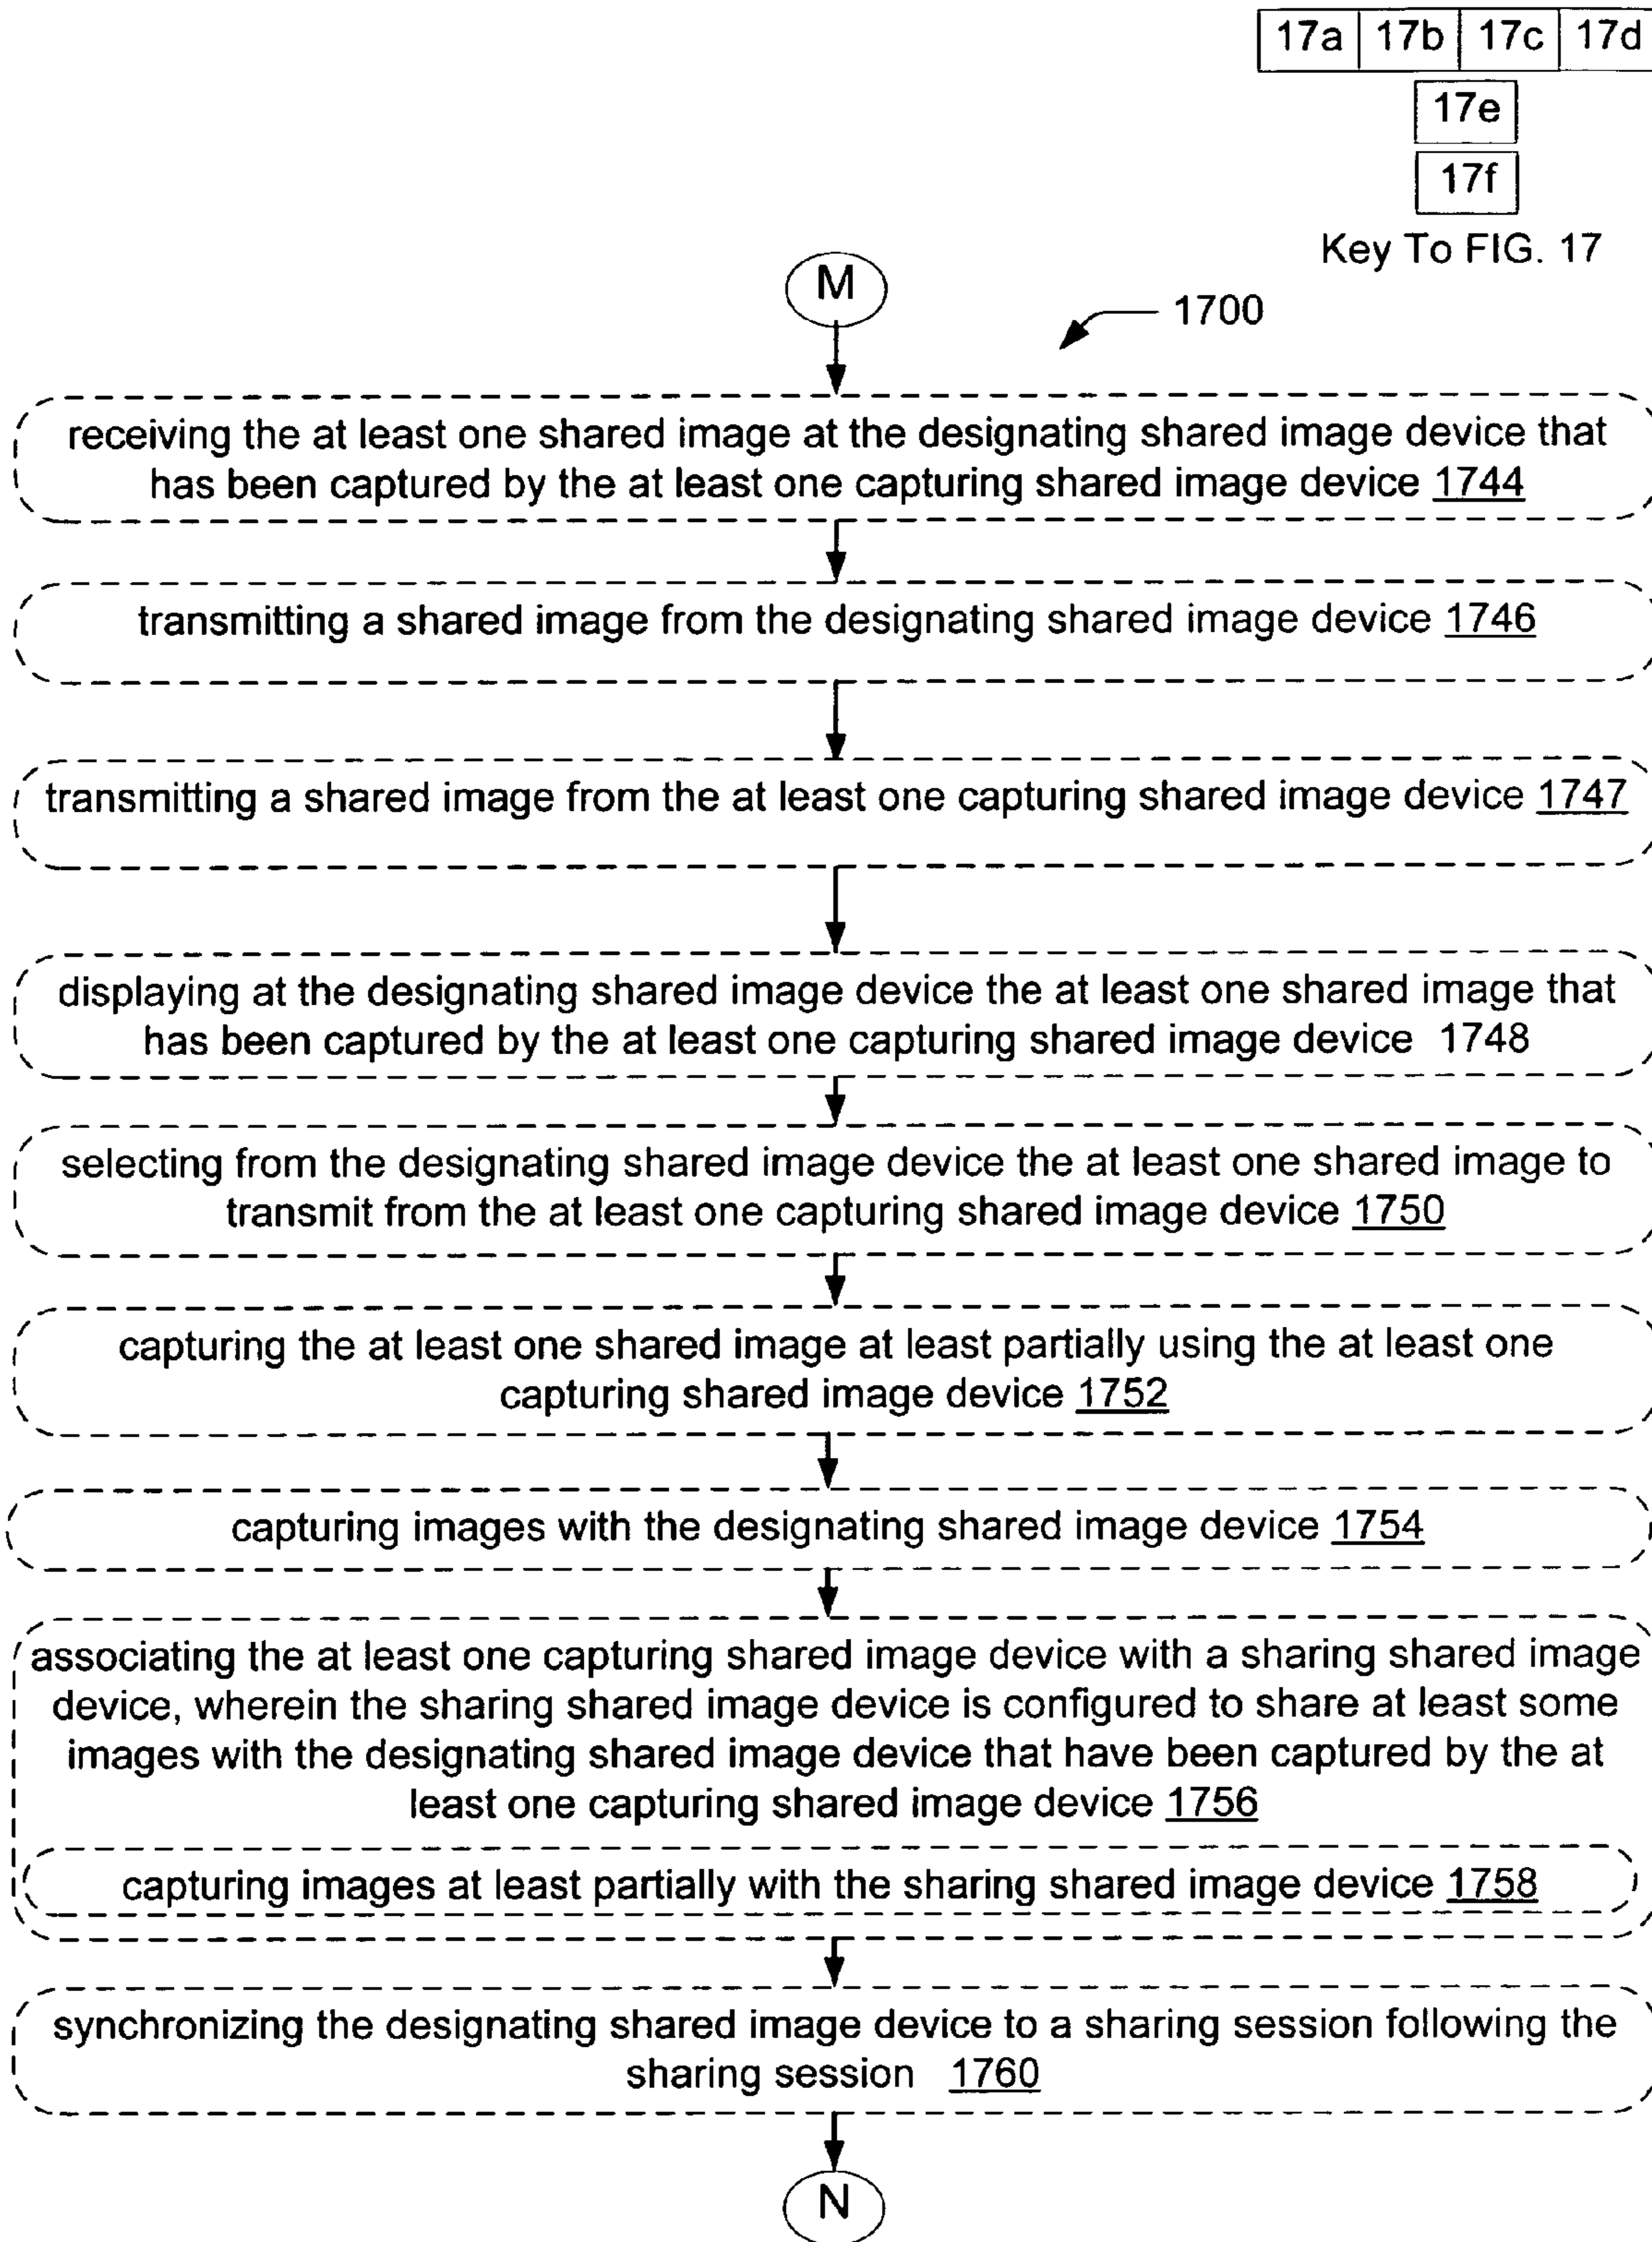 17a 17b 17c 17d
17e
17f
Key To FIG. 17
M
1700
receiving the at least one shared image at the designating shared image device that
has been captured by the at least one capturing shared image device 1744
transmitting a shared image from the designating shared image device 1746
transmitting a shared image from the at least one capturing shared image device 1747
displaying at the designating shared image device the at least one shared image that
has been captured by the at least one capturing shared image device 1748
selecting from the designating shared image device the at least one shared image to
transmit from the at least one capturing shared image device 1750
capturing the at least one shared image at least partially using the at least one
capturing shared image device 1752
capturing images with the designating shared image device 1754
associating the at least one capturing shared image device with a sharing shared image
device, wherein the sharing shared image device is configured to share at least some
images with the designating shared image device that have been captured by the at
least one capturing shared image device 1756
capturing images at least partially with the sharing shared image device 1758
synchronizing the designating shared image device to a sharing session following the
sharing session 1760
N